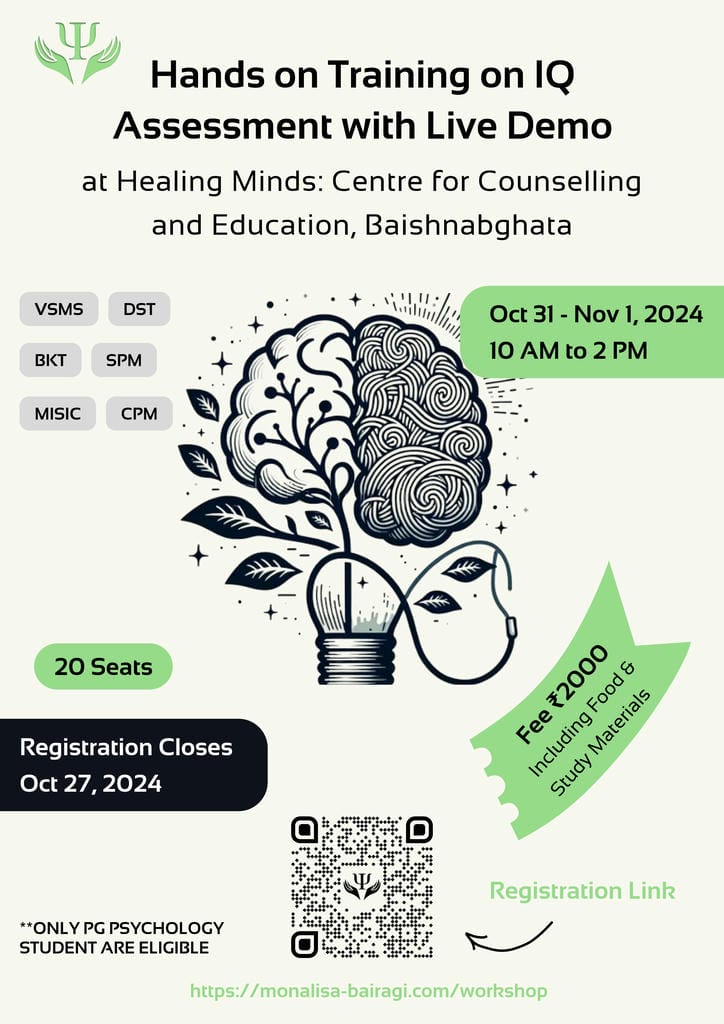 Hands on Training on IQ
Assessment with Live Demo
at Healing Minds: Centre for Counselling
and Education, Baishnabghata
VSMS
DST
BKT
SPM
MISIC
CPM
Oct 31 - Nov 1, 2024
10 AM to 2 PM
20 Seats
Fee ₹2000
Including Food &
Study Materials
Registration Closes
Oct 27, 2024
Registration Link
**ONLY PG PSYCHOLOGY
STUDENT ARE ELIGIBLE
https://monalisa-bairagi.com/workshop